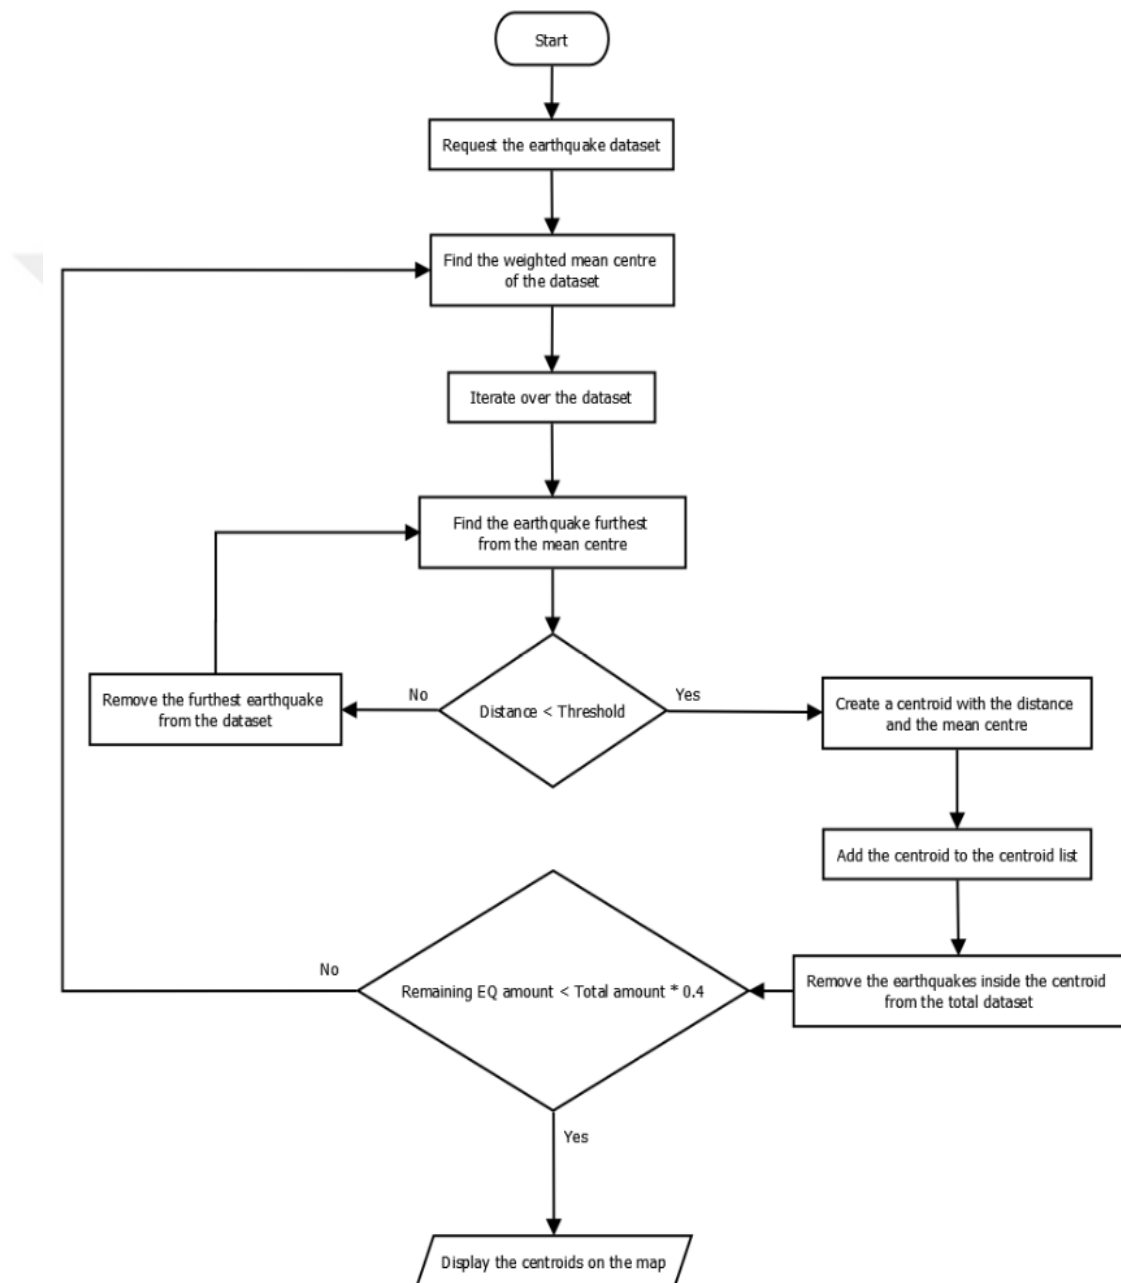 Start
Request the earthquake dataset
Find the weighted mean centre
of the dataset
Iterate over the dataset
Find the earthquake furthest
from the mean centre
Remove the furthest earthquake
from the dataset
No
Distance < Threshold
Yes
Create a centroid with the distance
and the mean centre
Add the centroid to the centroid list
Remove the earthquakes inside the centroid
from the total dataset
No
Remaining EQ amount < Total amount * 0.4
Yes
Display the centroids on the map